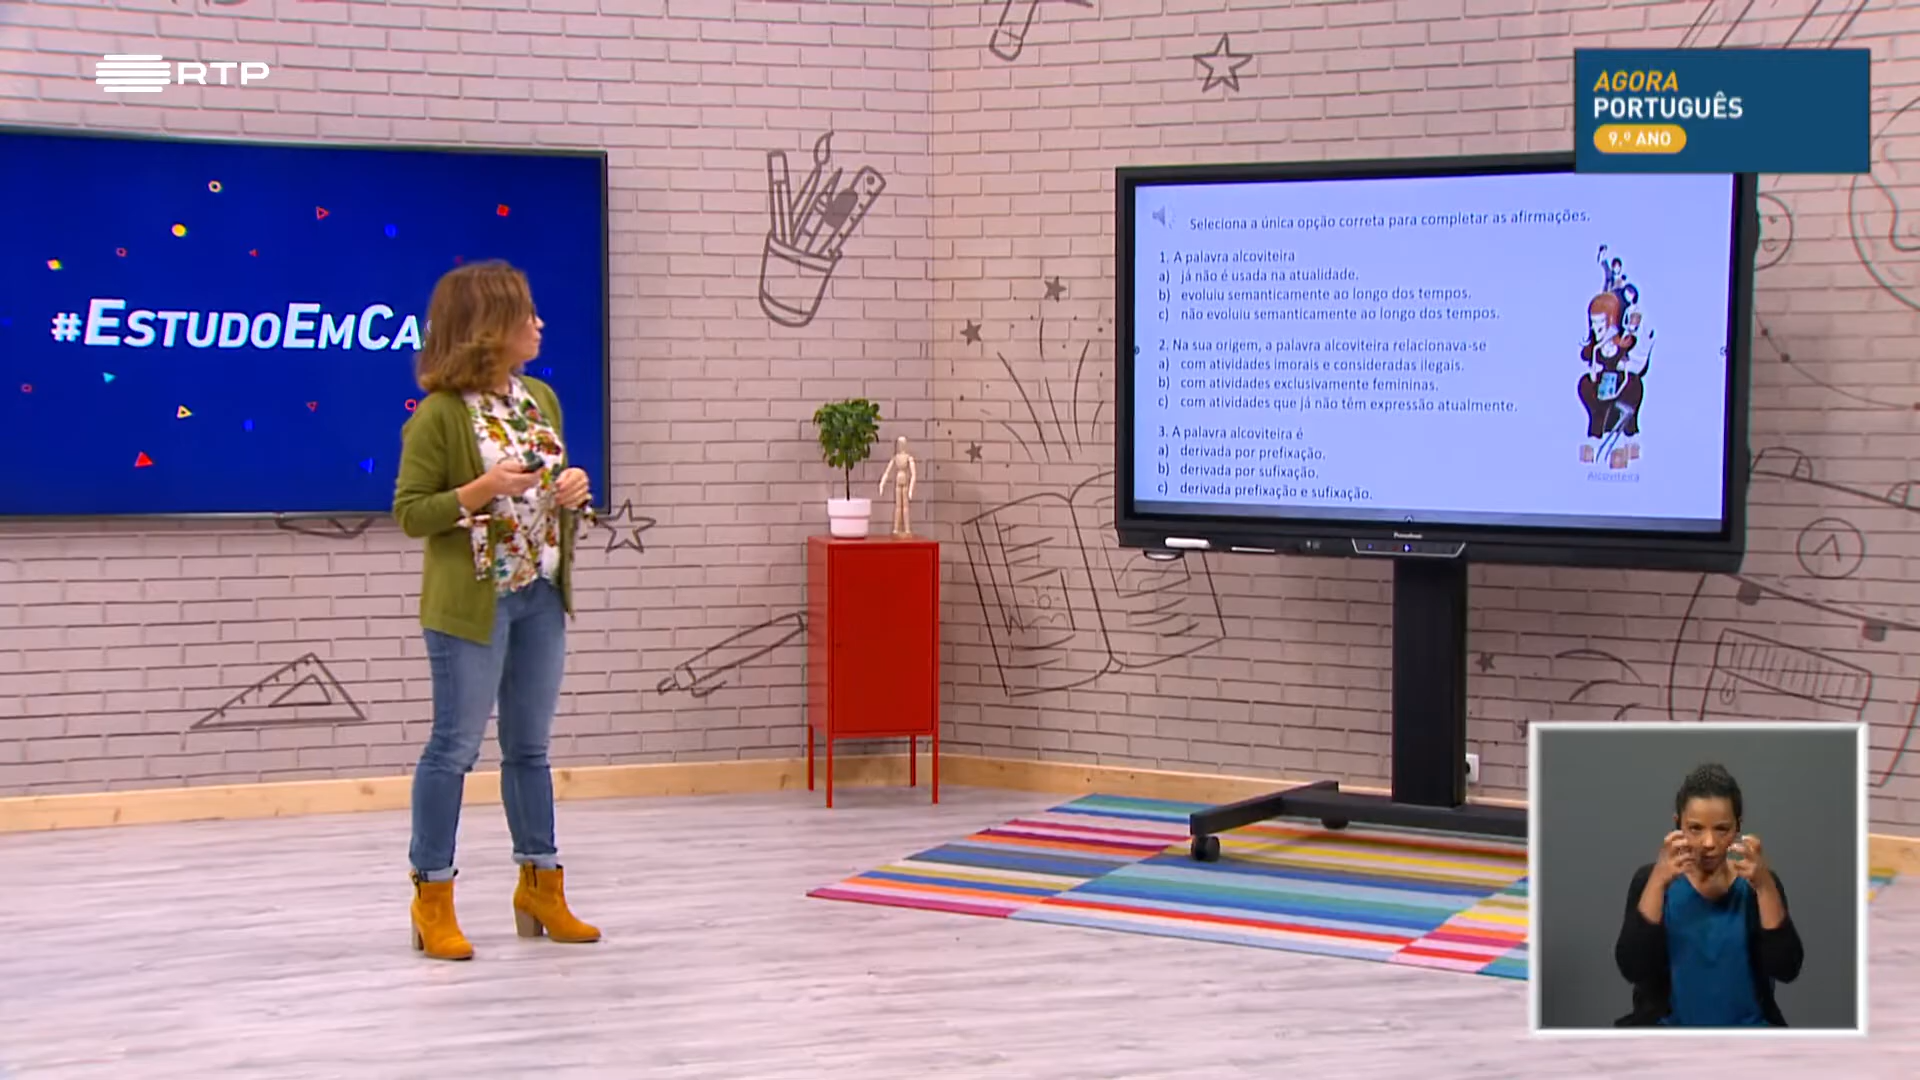 RTP
AGORA
PORTUGUÊS
9.º ANO
#ESTUDOEMCAS
Seleciona a única opção correta para completar as afirmações.
1. A palavra alcoviteira
a) já não é usada na atualidade.
b) evoluiu semanticamente ao longo dos tempos.
c) não evoluiu semanticamente ao longo dos tempos.
2. Na sua origem, a palavra alcoviteira relacionava-se
a) com atividades imorais e consideradas ilegais.
b) com atividades exclusivamente femininas.
c) com atividades que já não têm expressão atualmente.
3. A palavra alcoviteira é
a) derivada por prefixação.
b) derivada por sufixação.
c) derivada prefixação e sufixação.
Alcoviteira